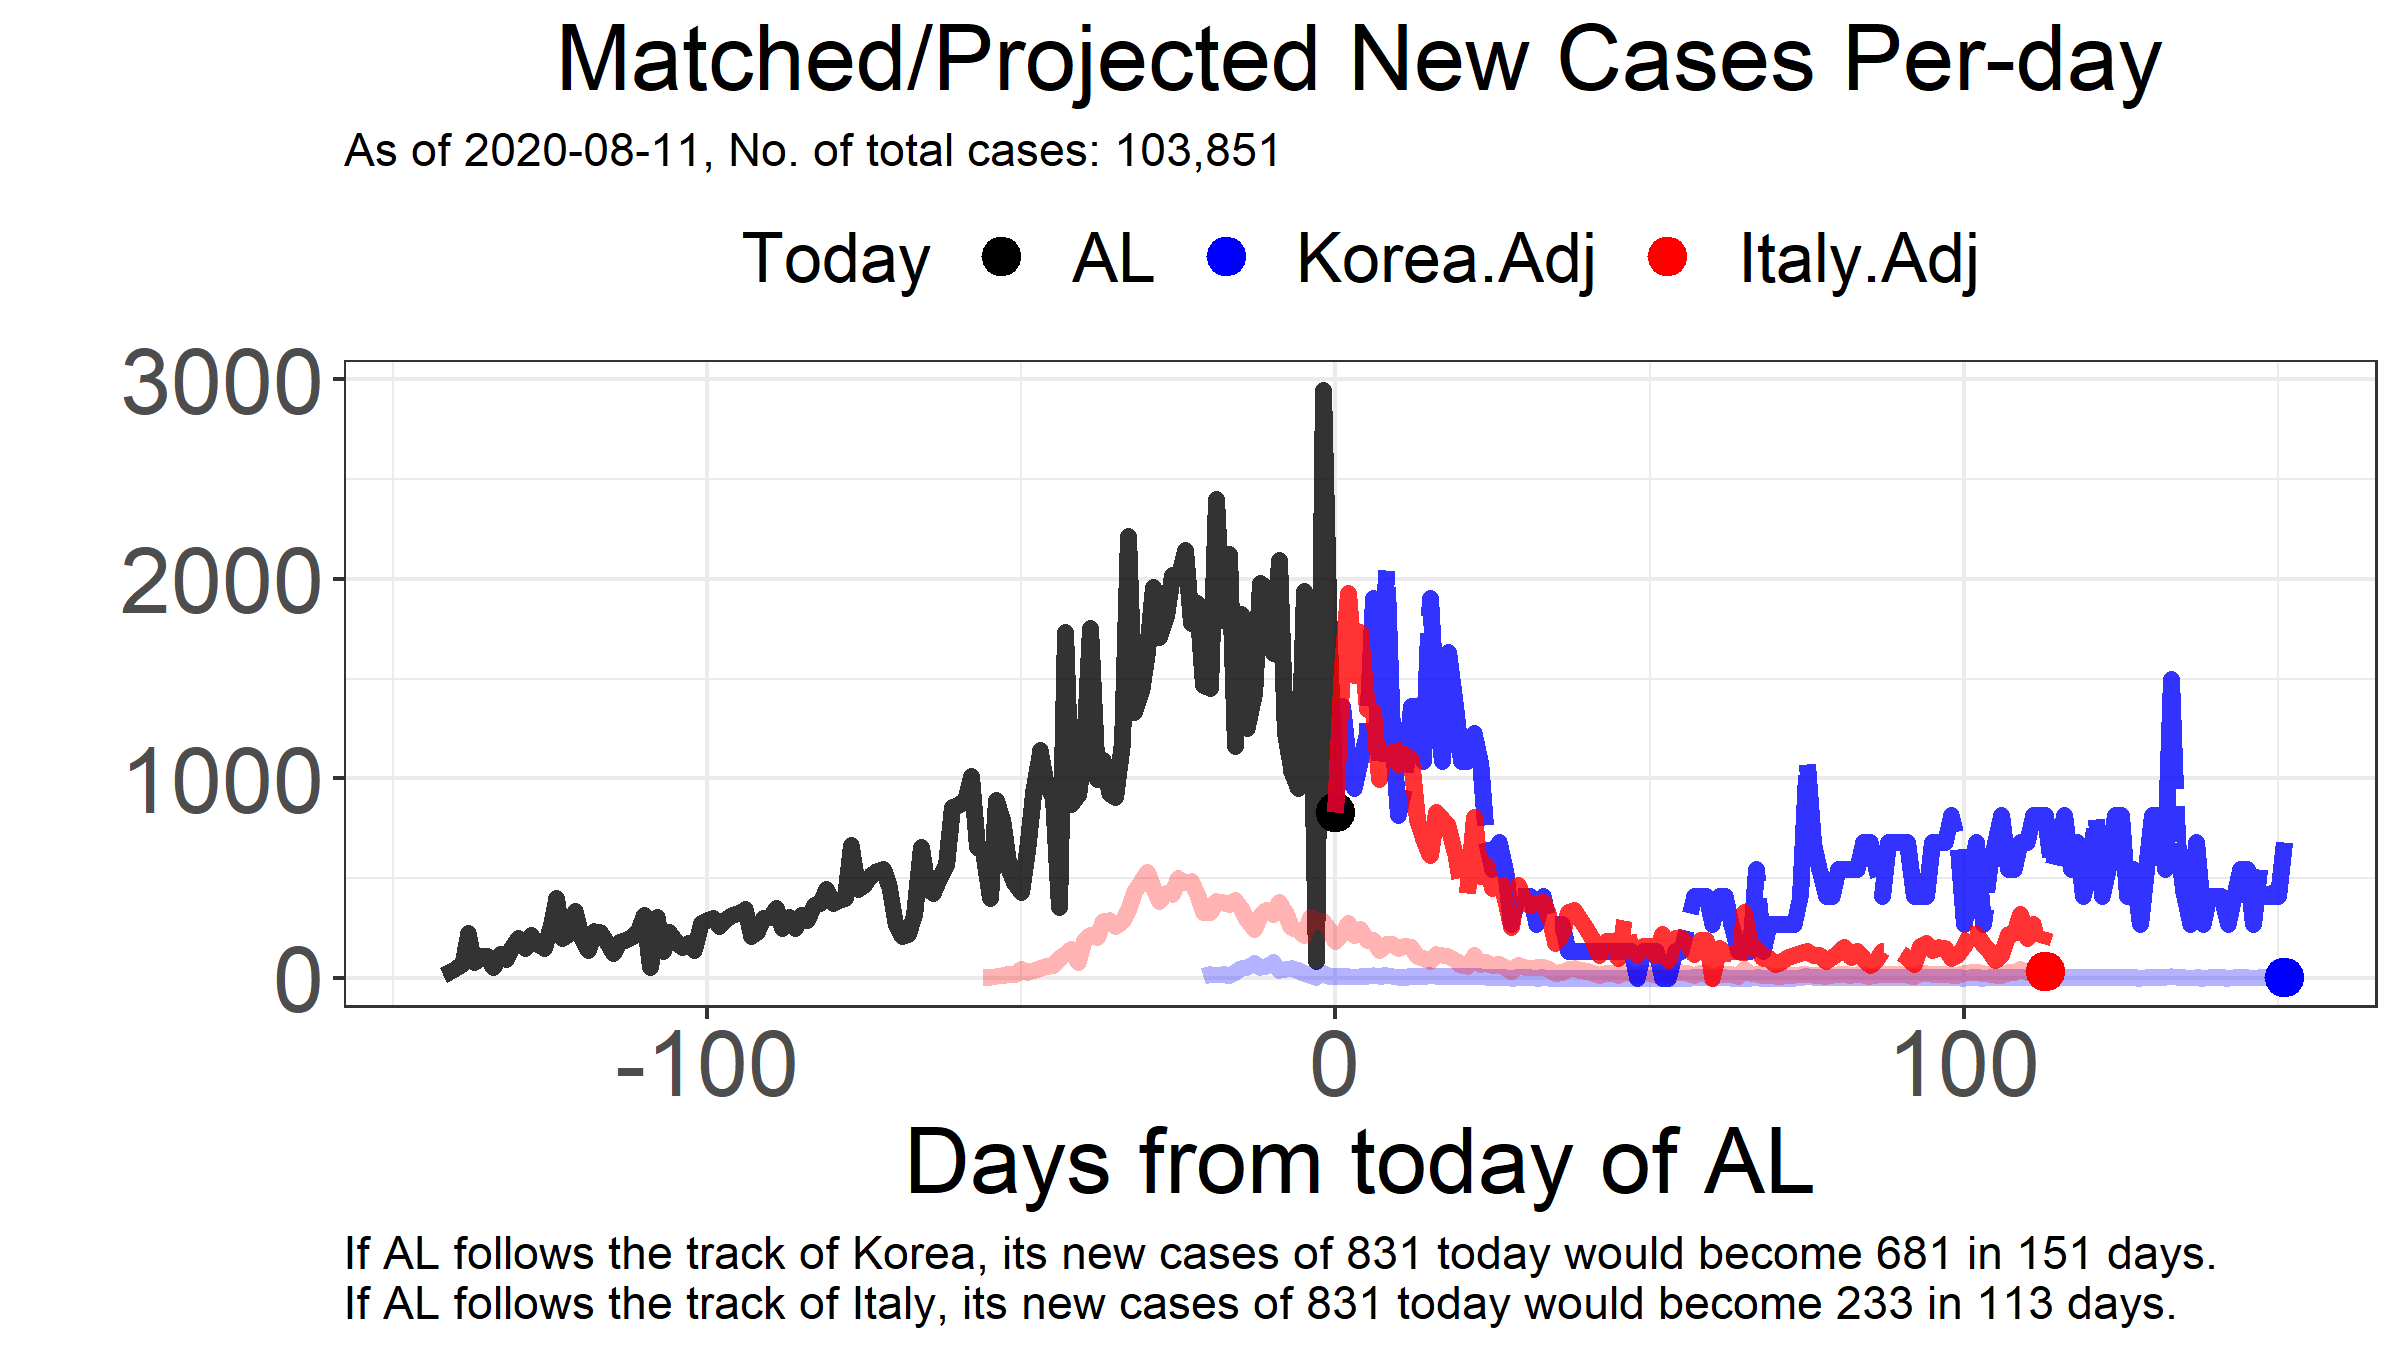 Matched/Projected New Cases Per-day
As of 2020-08-11, No. of total cases: 103,851
Today AL Korea.Adj Italy.Adj
3000
2000
1000
0
-100 0 100
Days from today of AL
If AL follows the track of Korea, its new cases of 831 today would become 681 in 151 days.
If AL follows the track of Italy, its new cases of 831 today would become 233 in 113 days.